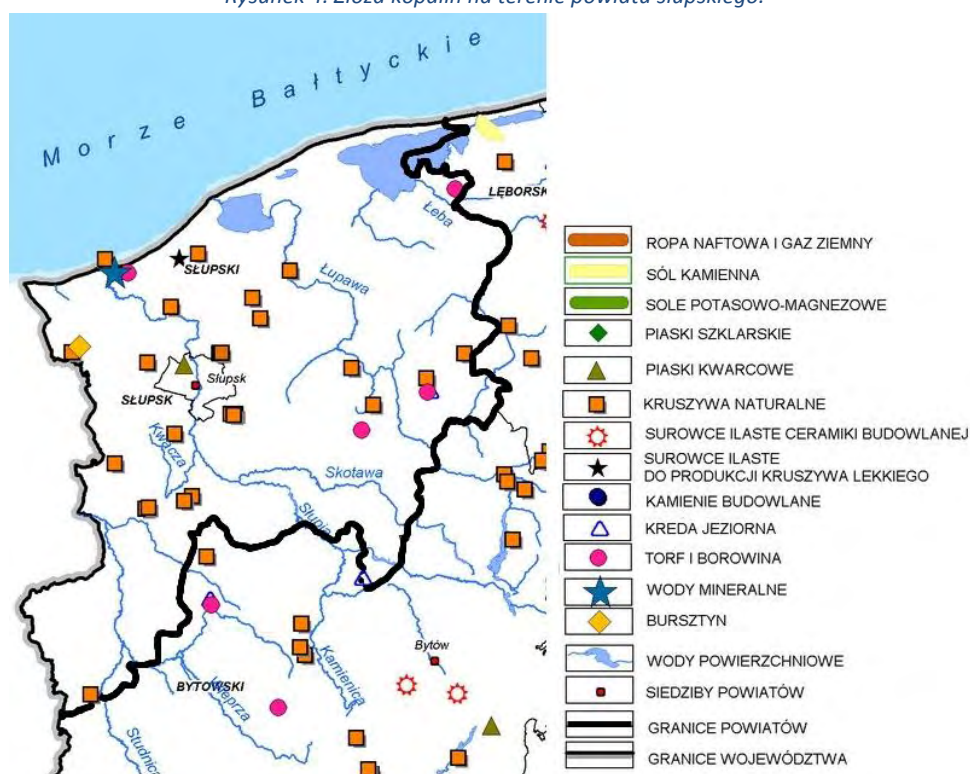 Rysunek 4. Złoża kopalin na terenie powiatu słupskiego.
Morze Bałtyckie
LĘBORSK
Łeba
SŁUPSKI
Łupawa
Słupsk
SŁUPSK
Kwacza
Skotawa
Słupia
Bytów
Kamienica
BYTOWSKI
Wieprza
Studnica
ROPA NAFTOWA I GAZ ZIEMNY
SÓL KAMIENNA
SOLE POTASOWO-MAGNEZOWE
PIASKI SZKLARSKIE
PIASKI KWARCOWE
KRUSZYWA NATURALNE
SUROWCE ILASTE CERAMIKI BUDOWLANEJ
SUROWCE ILASTE
DO PRODUKCJI KRUSZYWA LEKKIEGO
KAMIENIE BUDOWLANE
KREDA JEZIORNA
TORF I BOROWINA
WODY MINERALNE
BURSZTYN
WODY POWIERZCHNIOWE
SIEDZIBY POWIATÓW
GRANICE POWIATÓW
GRANICE WOJEWÓDZTWA